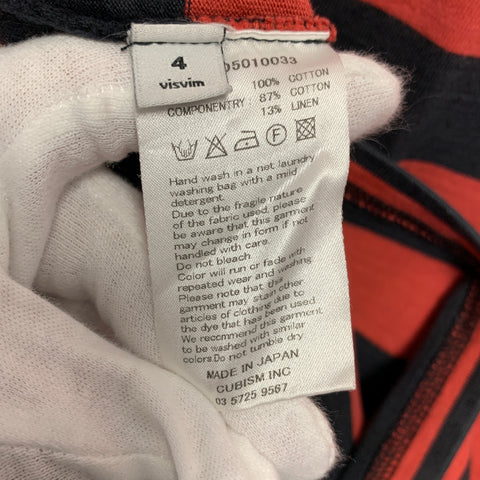 4
visvim
5010033
100% COTTON
COMPONENTRY 87% COTTON
13% LINEN
Hand wash in a net laundry
washing bag with a mild
detergent.
Due to the fragile nature
of the fabric used, please
be aware that this garment
may change in form if not
handled with care.
Do not bleach.
Color will run or fade with
repeated wear and washing
Please note that this
garment may stain other
articles of clothing due to
the dye that has been used.
We recommend this garment
to be washed with similar
colors.Do not tumble dry.
MADE IN JAPAN
CUBISM INC
03 5725 9567